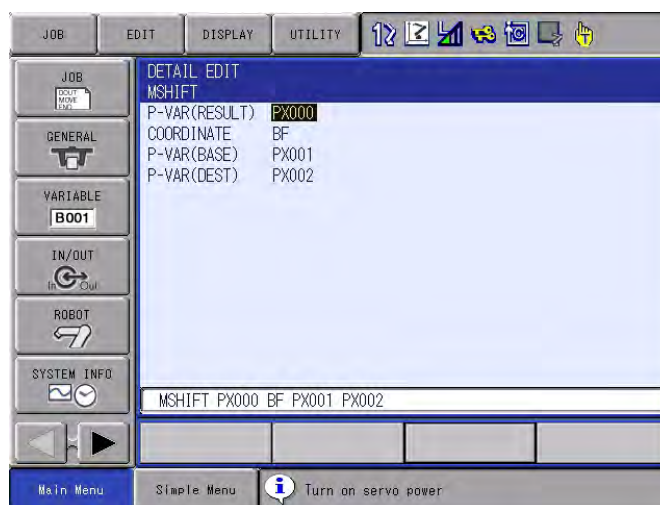 JOB
EDIT
DISPLAY
UTILITY
JOB
DOUT
MOVE
END
GENERAL
VARIABLE
B001
IN/OUT
In Out
ROBOT
SYSTEM INFO
DETAIL EDIT
MSHIFT
P-VAR(RESULT) PX000
COORDINATE BF
P-VAR(BASE) PX001
P-VAR(DEST) PX002
MSHIFT PX000 BF PX001 PX002
Main Menu
Simple Menu
Turn on servo power